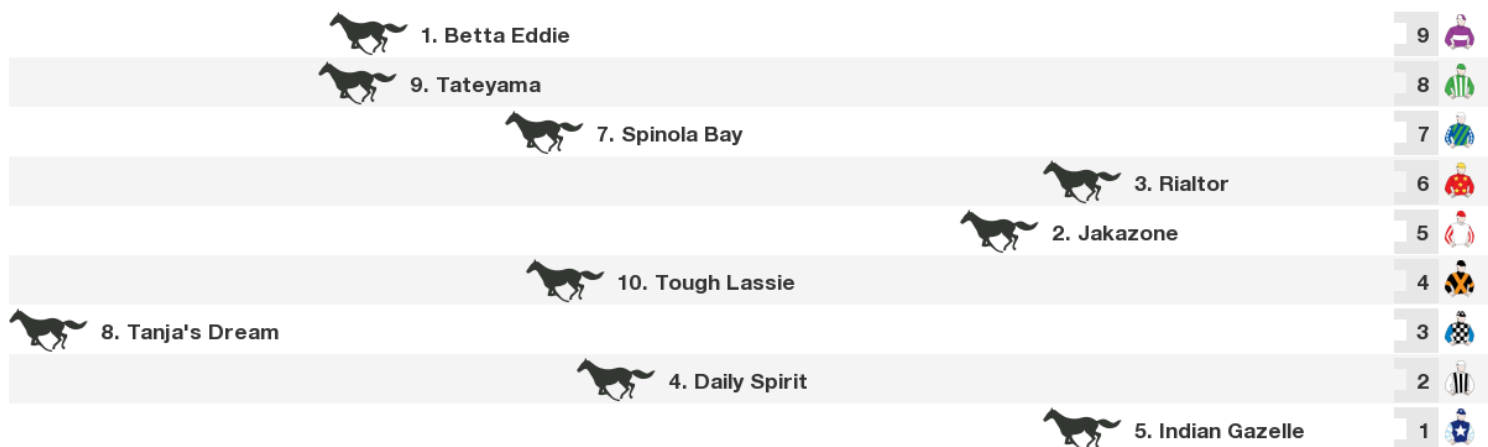 1. Betta Eddie 9
9. Tateyama 8
7. Spinola Bay 7
3. Rialtor 6
2. Jakazone 5
10. Tough Lassie 4
8. Tanja's Dream 3
4. Daily Spirit 2
5. Indian Gazelle 1